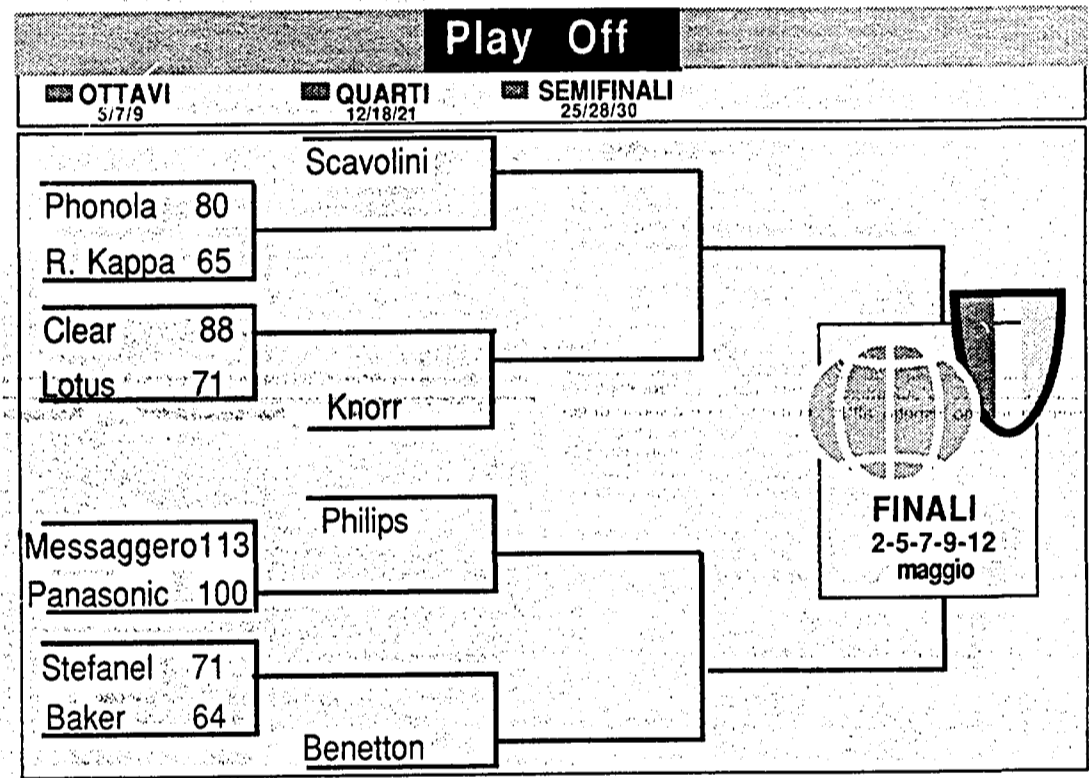 Play Off
OTTAVI QUARTI SEMIFINALI
5/7/9 12/18/21 25/28/30
Scavolini
Phonola 80
R. Kappa 65
Clear 88
Lotus 71
Knorr
Philips
Messaggero 113
Panasonic 100
Stefanel 71
Baker 64
Benetton
FINALI
2-5-7-9-12
maggio